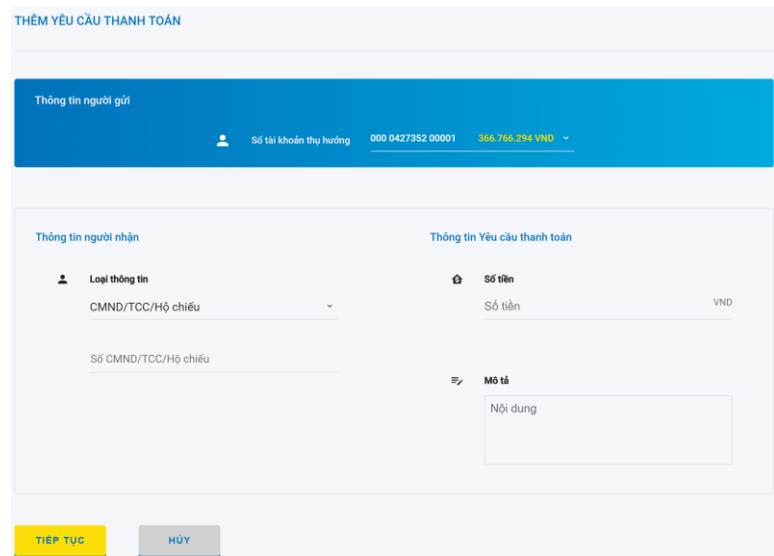 THÊM YÊU CẦU THANH TOÁN
Thông tin người gửi
Số tài khoản thụ hưởng 000 0427352 00001 366.766.294 VND
Thông tin người nhận
Loại thông tin
CMND/TCC/Hộ chiếu
Số CMND/TCC/Hộ chiếu
Thông tin Yêu cầu thanh toán
Số tiền
Số tiền VND
Mô tả
Nội dung
TIẾP TỤC HỦY